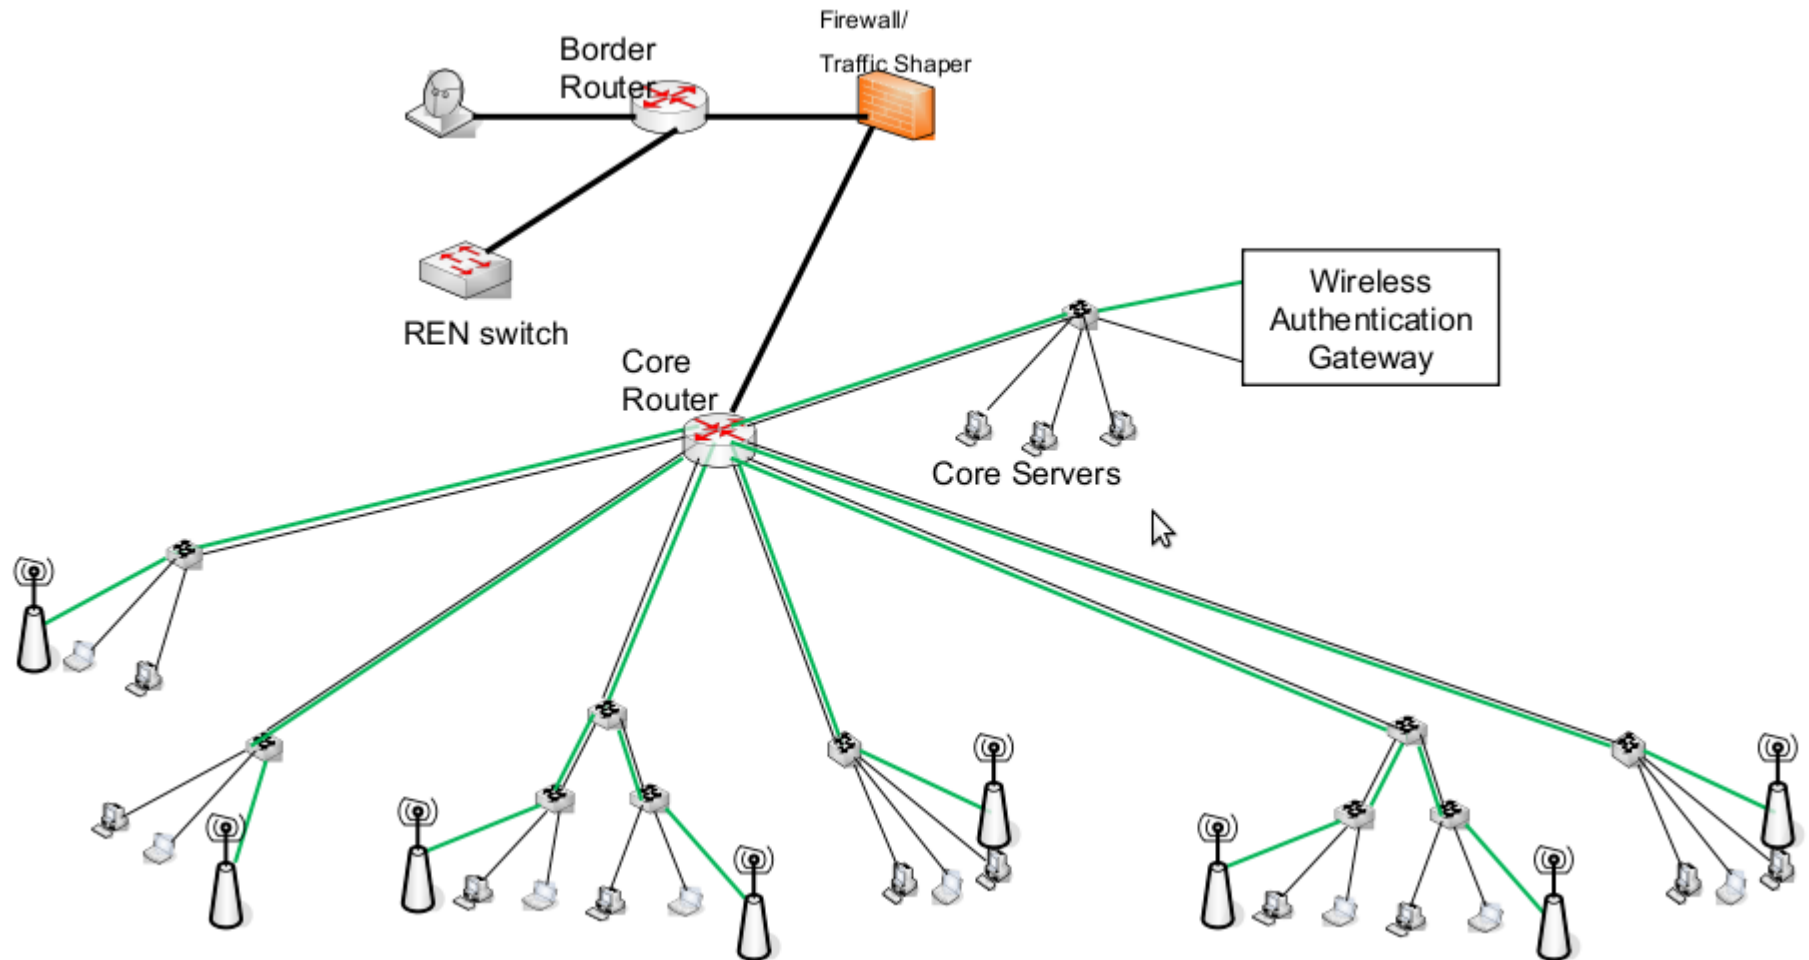 Firewall/
Traffic Shaper
Border
Router
REN switch
Wireless
Authentication
Gateway
Core
Router
Core Servers